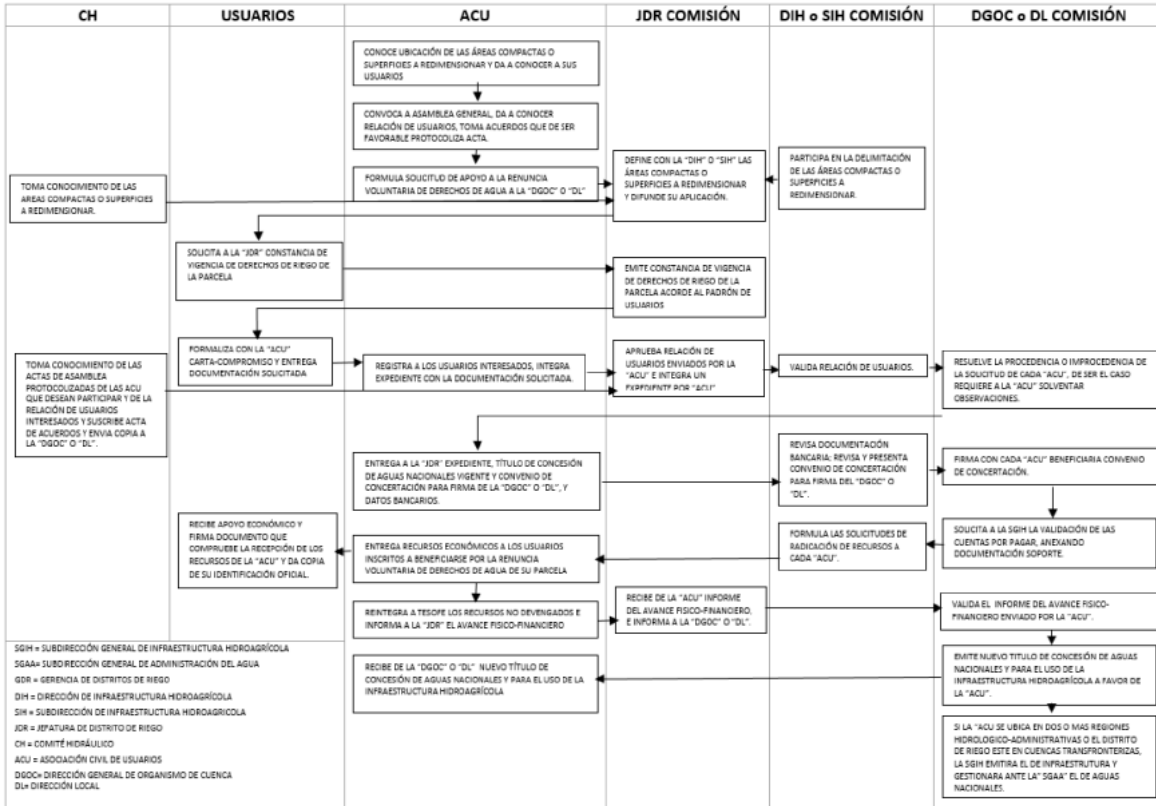 CH
USUARIOS
ACU
JDR COMISIÓN
DIH o SIH COMISIÓN
DGOC o DL COMISIÓN
CONOCE UBICACIÓN DE LAS ÁREAS COMPACTAS O
SUPERFICIES A REDIMENSIONAR Y DA A CONOCER A SUS
USUARIOS
CONVOCA A ASAMBLEA GENERAL, DA A CONOCER
RELACIÓN DE USUARIOS, TOMA ACUERDOS QUE DE SER
FAVORABLE PROTOCOLIZA ACTA.
FORMULA SOLICITUD DE APOYO A LA RENUNCIA
VOLUNTARIA DE DERECHOS DE AGUA A LA "DGOC" O "DL"
DEFINE CON LA "DIH" O "SIH" LAS
ÁREAS COMPACTAS O
SUPERFICIES A REDIMENSIONAR
Y DIFUNDE SU APLICACIÓN.
PARTICIPA EN LA DELIMITACIÓN
DE LAS ÁREAS COMPACTAS O
SUPERFICIES A
REDIMENSIONAR.
TOMA CONOCIMIENTO DE LAS
AREAS COMPACTAS O SUPERFICIES
A REDIMENSIONAR.
SOLICITA A LA "JDR" CONSTANCIA DE
VIGENCIA DE DERECHOS DE RIEGO DE
LA PARCELA
EMITE CONSTANCIA DE VIGENCIA
DE DERECHOS DE RIEGO DE LA
PARCELA ACORDE AL PADRÓN DE
USUARIOS
FORMALIZA CON LA "ACU"
CARTA-COMPROMISO Y ENTREGA
DOCUMENTACIÓN SOLICITADA
TOMA CONOCIMIENTO DE LAS
ACTAS DE ASAMBLEA
PROTOCOLIZADAS DE LAS ACU
QUE DESEAN PARTICIPAR Y DE LA
RELACIÓN DE USUARIOS
INTERESADOS Y SUSCRIBE ACTA
DE ACUERDOS Y ENVIA COPIA A
LA "DGOC" O "DL".
REGISTRA A LOS USUARIOS INTERESADOS, INTEGRA
EXPEDIENTE CON LA DOCUMENTACIÓN SOLICITADA.
APRUEBA RELACIÓN DE
USUARIOS ENVIADOS POR LA
"ACU" E INTEGRA UN
EXPEDIENTE POR "ACU"
VALIDA RELACIÓN DE USUARIOS.
RESUELVE LA PROCEDENCIA O IMPROCEDENCIA DE
LA SOLICITUD DE CADA "ACU", DE SER EL CASO
REQUIERE A LA "ACU" SOLVENTAR
OBSERVACIONES.
ENTREGA A LA "JDR" EXPEDIENTE, TÍTULO DE CONCESIÓN
DE AGUAS NACIONALES VIGENTE Y CONVENIO DE
CONCERTACIÓN PARA FIRMA DE LA "DGOC" O "DL", Y
DATOS BANCARIOS.
REVISA DOCUMENTACIÓN
BANCARIA; REVISA Y PRESENTA
CONVENIO DE CONCERTACIÓN
PARA FIRMA DEL "DGOC" O
"DL".
FIRMA CON CADA "ACU" BENEFICIARIA CONVENIO
DE CONCERTACIÓN.
RECIBE APOYO ECONÓMICO Y
FIRMA DOCUMENTO QUE
COMPRUEBE LA RECEPCIÓN DE LOS
RECURSOS DE LA "ACU" Y DA COPIA
DE SU IDENTIFICACIÓN OFICIAL.
ENTREGA RECURSOS ECONÓMICOS A LOS USUARIOS
INSCRITOS A BENEFICIARSE POR LA RENUNCIA
VOLUNTARIA DE DERECHOS DE AGUA DE SU PARCELA
FORMULA LAS SOLICITUDES DE
RADICACIÓN DE RECURSOS A
CADA "ACU".
SOLICITA A LA SGIH LA VALIDACIÓN DE LAS
CUENTAS POR PAGAR, ANEXANDO
DOCUMENTACIÓN SOPORTE.
REINTEGRA A TESOFE LOS RECURSOS NO DEVENGADOS E
INFORMA A LA "JDR" EL AVANCE FISICO-FINANCIERO
RECIBE DE LA "ACU" INFORME
DEL AVANCE FISICO-FINANCIERO,
E INFORMA A LA "DGOC" O "DL".
VALIDA EL INFORME DEL AVANCE FISICO-
FINANCIERO ENVIADO POR LA "ACU".
RECIBE DE LA "DGOC" O "DL" NUEVO TÍTULO DE
CONCESIÓN DE AGUAS NACIONALES Y PARA EL USO DE LA
INFRAESTRUCTURA HIDROAGRÍCOLA
EMITE NUEVO TITULO DE CONCESIÓN DE AGUAS
NACIONALES Y PARA EL USO DE LA
INFRAESTRUCTURA HIDROAGRÍCOLA A FAVOR DE
LA "ACU".
SI LA "ACU SE UBICA EN DOS O MAS REGIONES
HIDROLOGICO-ADMINISTRATIVAS O EL DISTRITO
DE RIEGO ESTE EN CUENCAS TRANSFRONTERIZAS,
LA SGIH EMITIRA EL DE INFRAESTRUTURA Y
GESTIONARA ANTE LA" SGAA" EL DE AGUAS
NACIONALES.
SGIH = SUBDIRECCIÓN GENERAL DE INFRAESTRUCTURA HIDROAGRÍCOLA
SGAA= SUBDIRECCIÓN GENERAL DE ADMINISTRACIÓN DEL AGUA
GDR = GERENCIA DE DISTRITOS DE RIEGO
DIH = DIRECCIÓN DE INFRAESTRUCTURA HIDROAGRÍCOLA
SIH = SUBDIRECCIÓN DE INFRAESTRUCTURA HIDROAGRICOLA
JDR = JEFATURA DE DISTRITO DE RIEGO
CH = COMITÉ HIDRÁULICO
ACU = ASOCIACIÓN CIVIL DE USUARIOS
DGOC= DIRECCIÓN GENERAL DE ORGANISMO DE CUENCA
DL= DIRECCIÓN LOCAL